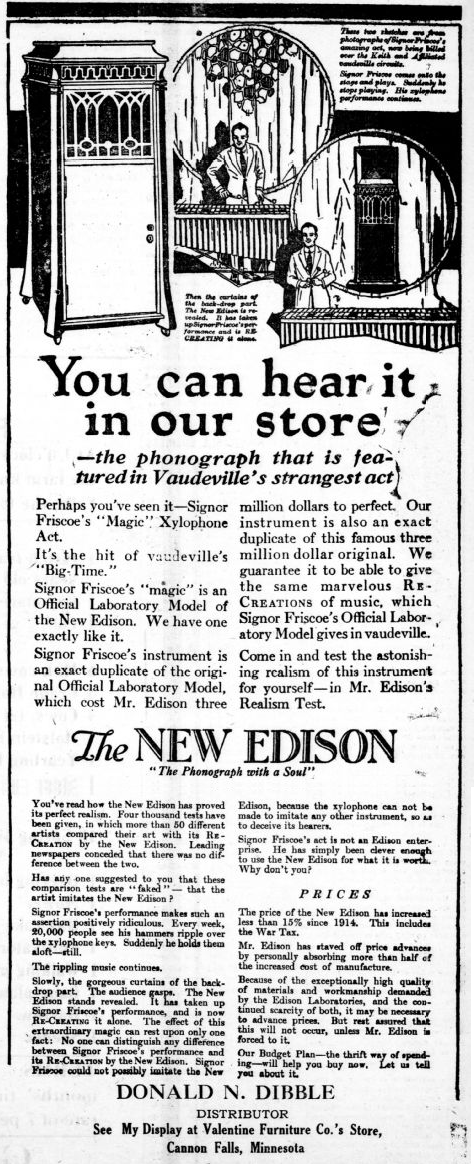 These two sketches are from
photographs of Signor Friscoe's
amazing act, now being billed
over the Keith and Affiliated
vaudeville circuits.
Signor Friscoe comes onto the
stage and plays. Suddenly he
stops playing. His xylophone
performance continues.
Then the curtains of
the back-drop part.
The New Edison is re-
vealed. It has taken
up Signor Friscoe's per-
formance and is RE-
CREATING it alone.
You can hear it
in our store
—the phonograph that is fea-
tured in Vaudeville's strangest act
Perhaps you've seen it—Signor
Friscoe's "Magic" Xylophone
Act.
It's the hit of vaudeville's
"Big-Time."
Signor Friscoe's "magic" is an
Official Laboratory Model of
the New Edison. We have one
exactly like it.
Signor Friscoe's instrument is
an exact duplicate of the origi-
nal Official Laboratory Model,
which cost Mr. Edison three
million dollars to perfect. Our
instrument is also an exact
duplicate of this famous three
million dollar original. We
guarantee it to be able to give
the same marvelous RE-
CREATIONS of music, which
Signor Friscoe's Official Labor-
atory Model gives in vaudeville.
Come in and test the astonish-
ing realism of this instrument
for yourself—in Mr. Edison's
Realism Test.
The NEW EDISON
"The Phonograph with a Soul"
You've read how the New Edison has proved
its perfect realism. Four thousand tests have
been given, in which more than 50 different
artists compared their art with its RE-
CREATION by the New Edison. Leading
newspapers conceded that there was no dif-
ference between the two.
Has any one suggested to you that these
comparison tests are "faked"—that the
artist imitates the New Edison?
Signor Friscoe's performance makes such an
assertion positively ridiculous. Every week,
20,000 people see his hammers ripple over
the xylophone keys. Suddenly he holds them
aloft—still.
The rippling music continues.
Slowly, the gorgeous curtains of the back-
drop part. The audience gasps. The New
Edison stands revealed. It has taken up
Signor Friscoe's performance, and is now
RE-CREATING it alone. The effect of this
extraordinary magic can rest upon only one
fact: No one can distinguish any difference
between Signor Friscoe's performance and
its RE-CREATION by the New Edison. Signor
Friscoe could not possibly imitate the New
Edison, because the xylophone can not be
made to imitate any other instrument, so as
to deceive its hearers.
Signor Friscoe's act is not an Edison enter-
prise. He has simply been clever enough
to use the New Edison for what it is worth.
Why don't you?
PRICES
The price of the New Edison has increased
less than 15% since 1914. This includes
the War Tax.
Mr. Edison has staved off price advances
by personally absorbing more than half of
the increased cost of manufacture.
Because of the exceptionally high quality
of materials and workmanship demanded
by the Edison Laboratories, and the con-
tinued scarcity of both, it may be necessary
to advance prices. But rest assured that
this will not occur, unless Mr. Edison is
forced to it.
Our Budget Plan—the thrift way of spend-
ing—will help you buy now. Let us tell
you about it.
DONALD N. DIBBLE
DISTRIBUTOR
See My Display at Valentine Furniture Co.'s Store,
Cannon Falls, Minnesota